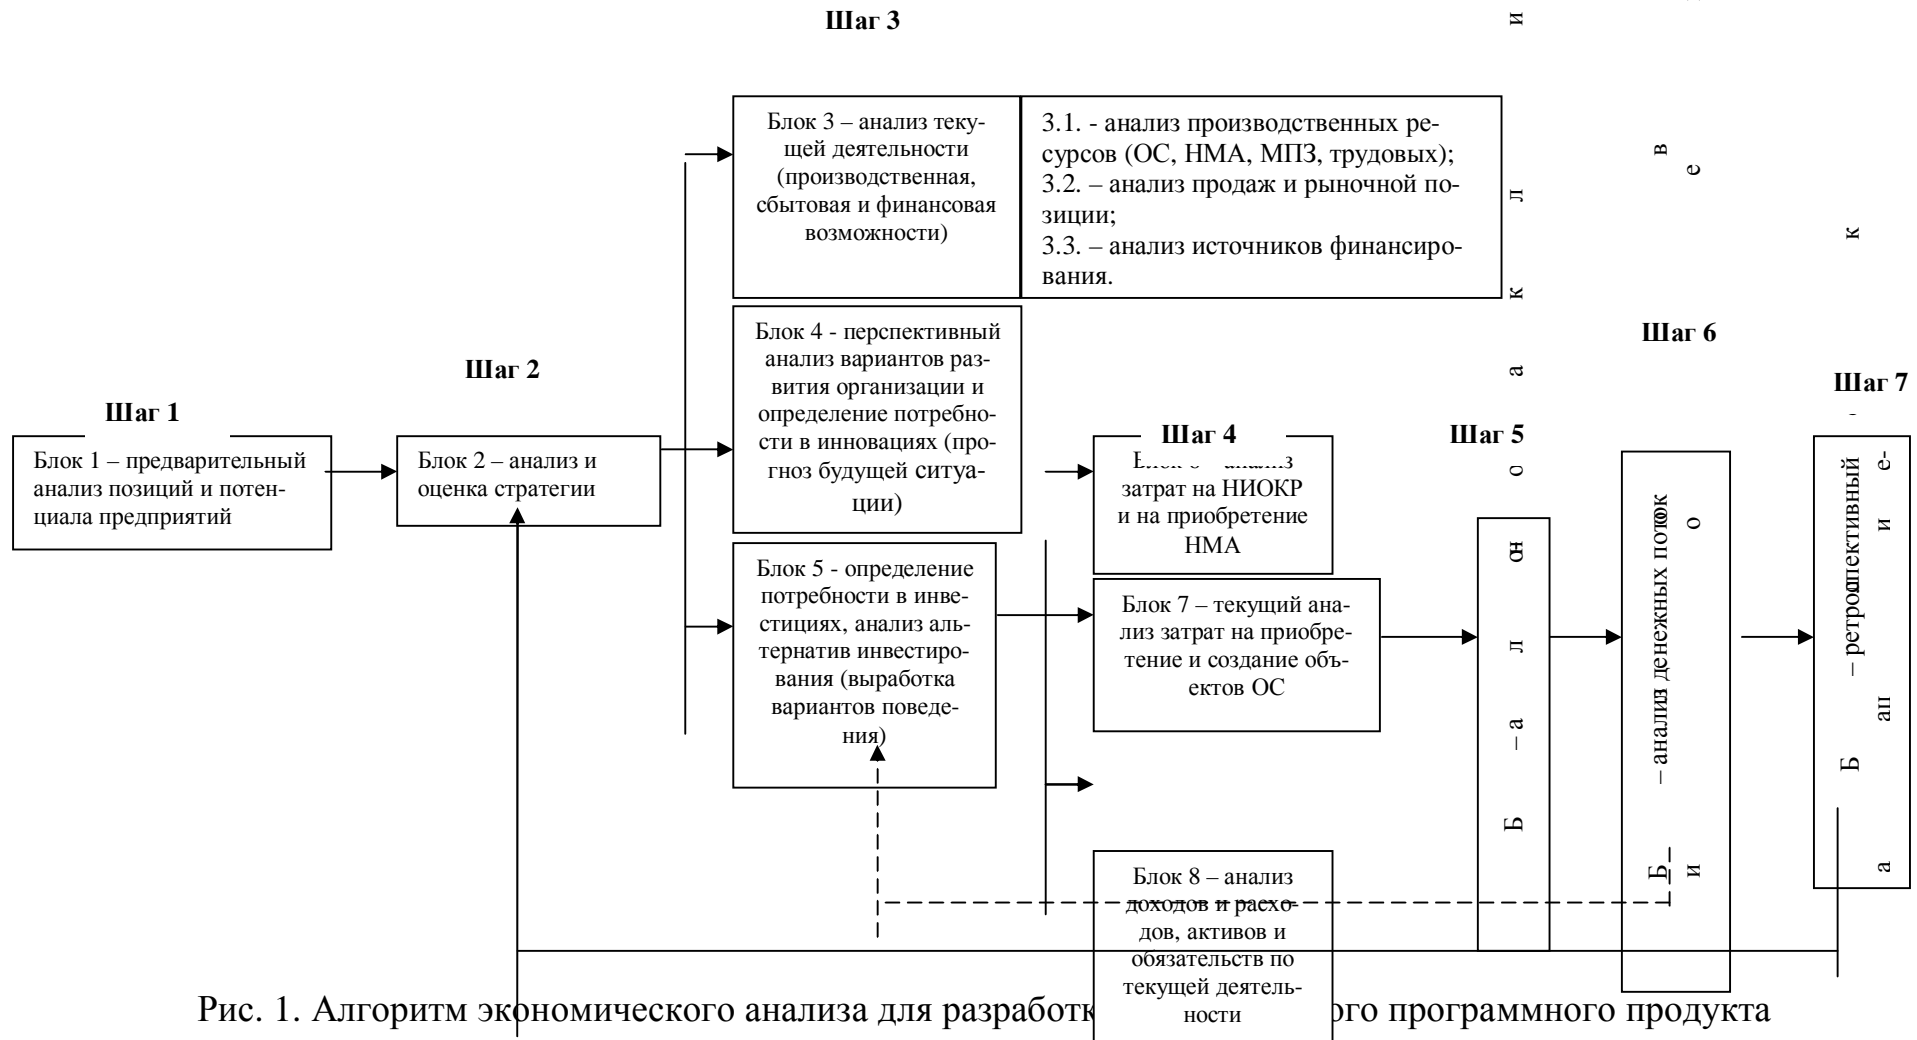 Шаг 3
Блок 3 – анализ теку-
щей деятельности
(производственная,
сбытовая и финансовая
возможности)
3.1. - анализ производственных ре-
сурсов (ОС, НМА, МПЗ, трудовых);
3.2. – анализ продаж и рыночной по-
зиции;
3.3. – анализ источников финансиро-
вания.
Шаг 1
Блок 1 – предварительный
анализ позиций и потен-
циала предприятий
Шаг 2
Блок 2 – анализ и
оценка стратегии
Блок 4 - перспективный
анализ вариантов раз-
вития организации и
определение потребно-
сти в инновациях (про-
гноз будущей ситуа-
ции)
Блок 5 - определение
потребности в инве-
стициях, анализ аль-
тернатив инвестиро-
вания (выработка
вариантов поведе-
ния)
Шаг 4
анализ
затрат на НИОКР
и на приобретение
НМА
Блок 7 – текущий ана-
лиз затрат на приобре-
тение и создание объ-
ектов ОС
Блок 8 – анализ
доходов и расхо-
дов, активов и
обязательств по
текущей деятель-
ности
Шаг 5
Шаг 6
– анализ денежных поток
Шаг 7
– ретроспективный
Рис. 1. Алгоритм экономического анализа для разработк ого программного продукта